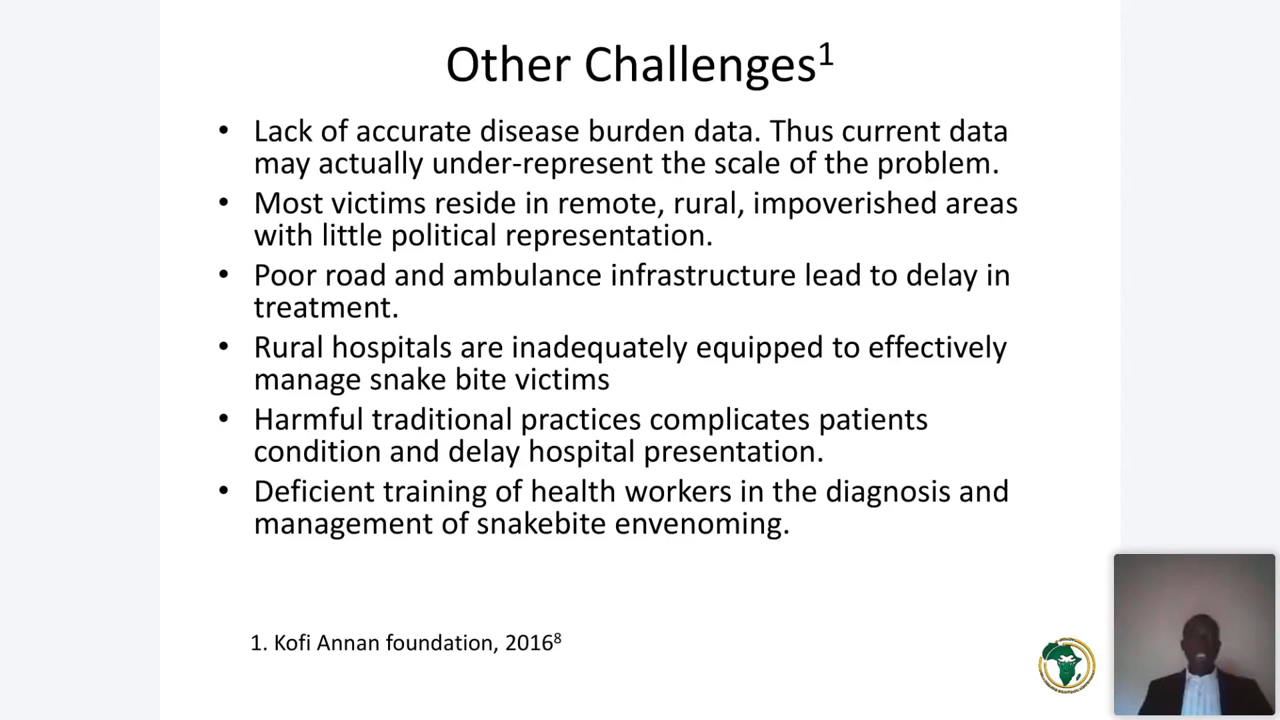 Other Challenges¹
• Lack of accurate disease burden data. Thus current data
may actually under-represent the scale of the problem.
• Most victims reside in remote, rural, impoverished areas
with little political representation.
• Poor road and ambulance infrastructure lead to delay in
treatment.
• Rural hospitals are inadequately equipped to effectively
manage snake bite victims
• Harmful traditional practices complicates patients
condition and delay hospital presentation.
• Deficient training of health workers in the diagnosis and
management of snakebite envenoming.
1. Kofi Annan foundation, 2016⁸